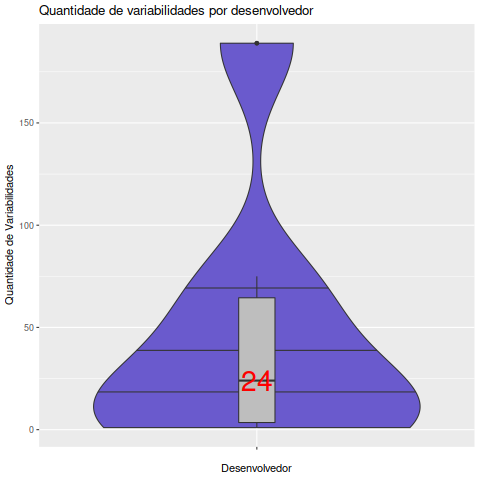 Quantidade de variabilidades por desenvolvedor
Quantidade de Variabilidades
150
100
50
0
24
Desenvolvedor